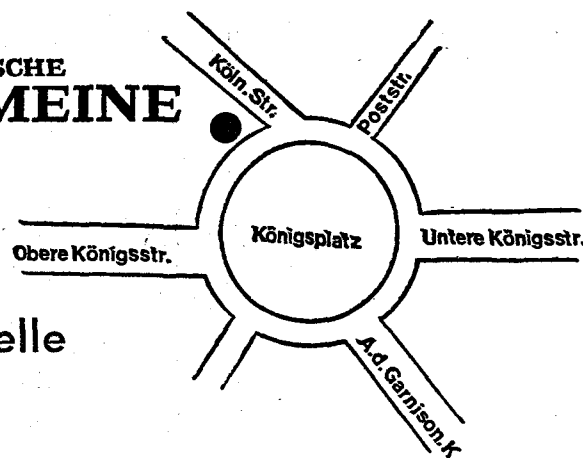 SCHE
MEINE
Köln. Str.
Poststr.
Obere Königsstr.
Königsplatz
Untere Königsstr.
elle
A.d. Garnison.K